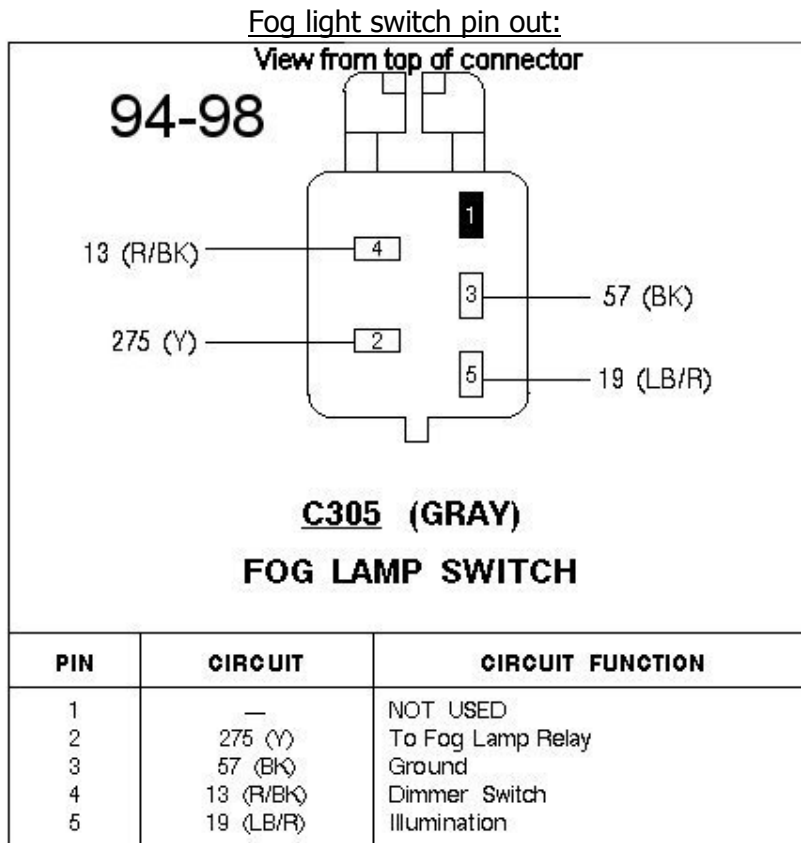 Fog light switch pin out:
View from top of connector
94-98
1
13 (R/BK)
4
3
57 (BK)
275 (Y)
2
5
19 (LB/R)
C305 (GRAY)
FOG LAMP SWITCH
PIN CIRCUIT CIRCUIT FUNCTION
1 — NOT USED
2 275 (Y) To Fog Lamp Relay
3 57 (BK) Ground
4 13 (R/BK) Dimmer Switch
5 19 (LB/R) Illumination